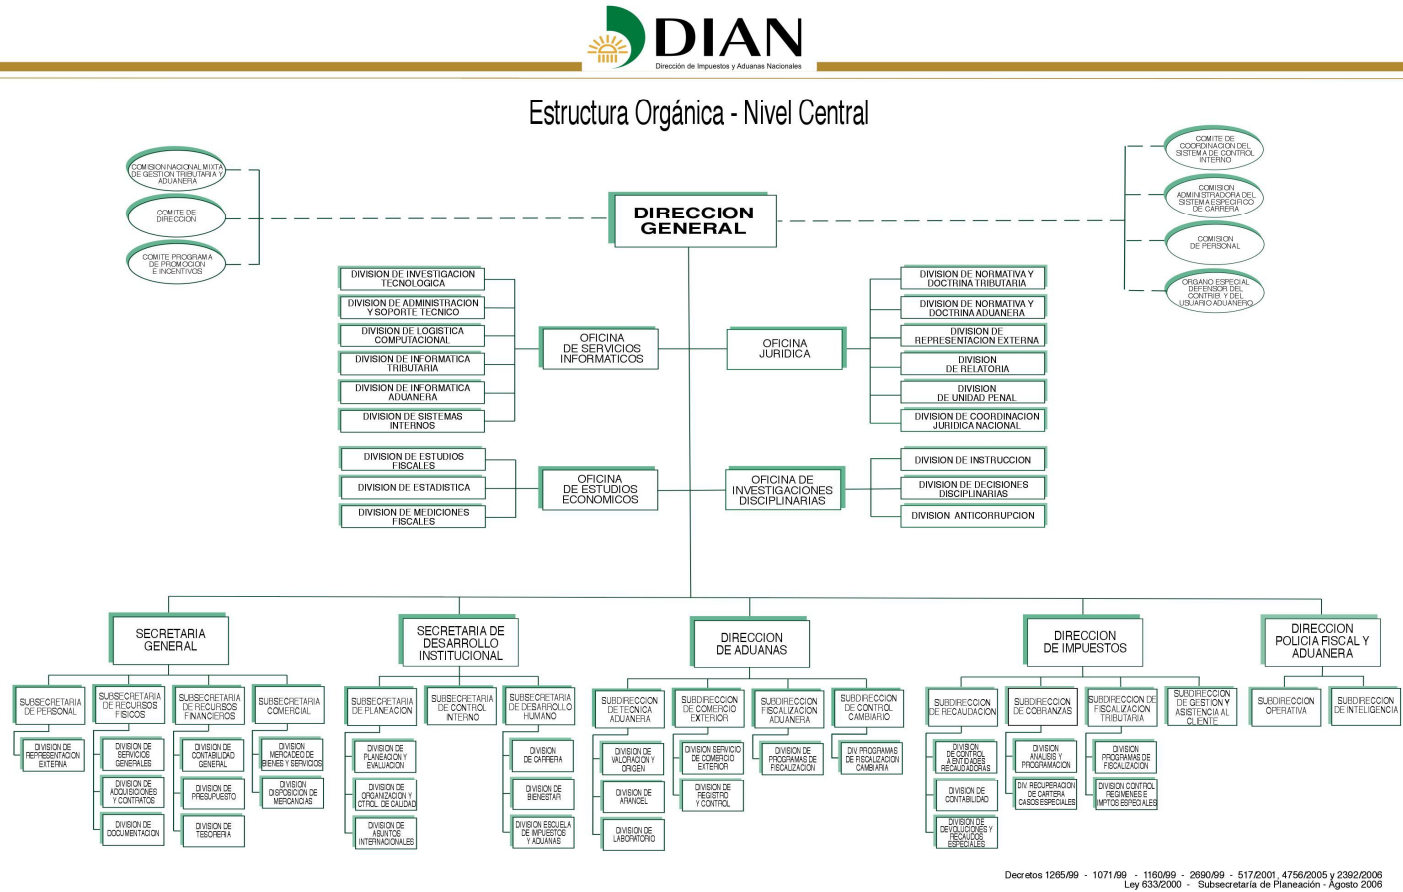 DIAN
Dirección de Impuestos y Aduanas Nacionales
Estructura Orgánica - Nivel Central
COMISION NACIONAL MIXTA
DE GESTION TRIBUTARIA Y
ADUANERA
COMITE DE
DIRECCION
COMITE PROGRAMA
DE PROMOCION
E INCENTIVOS
DIRECCION
GENERAL
COMITE DE
COORDINACION DEL
SISTEMA DE CONTROL
INTERNO
COMISION
ADMINISTRADORA DEL
SISTEMA ESPECIFICO
DE CARRERA
COMISION
DE PERSONAL
ORGANO ESPECIAL
DEFENSOR DEL
CONTRIB. Y DEL
USUARIO ADUANERO
DIVISION DE INVESTIGACION
TECNOLOGICA
DIVISION DE ADMINISTRACION
Y SOPORTE TECNICO
DIVISION DE LOGISTICA
COMPUTACIONAL
DIVISION DE INFORMATICA
TRIBUTARIA
DIVISION DE INFORMATICA
ADUANERA
DIVISION DE SISTEMAS
INTERNOS
OFICINA
DE SERVICIOS
INFORMATICOS
OFICINA
JURIDICA
DIVISION DE NORMATIVA Y
DOCTRINA TRIBUTARIA
DIVISION DE NORMATIVA Y
DOCTRINA ADUANERA
DIVISION DE
REPRESENTACION EXTERNA
DIVISION
DE RELATORIA
DIVISION
DE UNIDAD PENAL
DIVISION DE COORDINACION
JURIDICA NACIONAL
DIVISION DE ESTUDIOS
FISCALES
DIVISION DE ESTADISTICA
DIVISION DE MEDICIONES
FISCALES
OFICINA
DE ESTUDIOS
ECONOMICOS
OFICINA DE
INVESTIGACIONES
DISCIPLINARIAS
DIVISION DE INSTRUCCION
DIVISION DE DECISIONES
DISCIPLINARIAS
DIVISION ANTICORRUPCION
SECRETARIA
GENERAL
SUBSECRETARIA
DE PERSONAL
DIVISION DE
REPRESENTACION
EXTERNA
SUBSECRETARIA
DE RECURSOS
FISICOS
DIVISION DE
SERVICIOS
GENERALES
DIVISION DE
ADQUISICIONES
Y CONTRATOS
DIVISION DE
DOCUMENTACION
SUBSECRETARIA
DE RECURSOS
FINANCIEROS
DIVISION DE
CONTABILIDAD
GENERAL
DIVISION DE
PRESUPUESTO
DIVISION DE
TESORERIA
SUBSECRETARIA
COMERCIAL
DIVISION
MERCADEO DE
BIENES Y SERVICIOS
DIVISION
DISPOSICION DE
MERCANCIAS
SECRETARIA DE
DESARROLLO
INSTITUCIONAL
SUBSECRETARIA
DE PLANEACION
DIVISION DE
PLANEACION Y
EVALUACION
DIVISION DE
ORGANIZACION Y
CTROL. DE CALIDAD
DIVISION DE
ASUNTOS
INTERNACIONALES
SUBSECRETARIA
DE CONTROL
INTERNO
SUBSECRETARIA
DE DESARROLLO
HUMANO
DIVISION
DE CARRERA
DIVISION DE
BIENESTAR
DIVISION ESCUELA
DE IMPUESTOS
Y ADUANAS
DIRECCION
DE ADUANAS
SUBDIRECCION
DE TECNICA
ADUANERA
DIVISION DE
VALORACION Y
ORIGEN
DIVISION DE
ARANCEL
DIVISION DE
LABORATORIO
SUBDIRECCION
DE COMERCIO
EXTERIOR
DIVISION SERVICIO
DE COMERCIO
EXTERIOR
DIVISION DE
REGISTRO
Y CONTROL
SUBDIRECCION
FISCALIZACION
ADUANERA
DIVISION DE
PROGRAMAS DE
FISCALIZACION
SUBDIRECCION
DE CONTROL
CAMBIARIO
DIV PROGRAMAS
DE FISCALIZACION
CAMBIARIA
DIRECCION
DE IMPUESTOS
SUBDIRECCION
DE RECAUDACION
DIVISION
DE CONTROL
A ENTIDADES
RECAUDADORAS
DIVISION DE
CONTABILIDAD
DIVISION DE
DEVOLUCIONES Y
RECAUDOS
ESPECIALES
SUBDIRECCION
DE COBRANZAS
DIVISION
ANALISIS Y
PROGRAMACION
DIV. RECUPERACION
DE CARTERA
CASOS ESPECIALES
SUBDIRECCION DE
FISCALIZACION
TRIBUTARIA
DIVISION
PROGRAMAS DE
FISCALIZACION
DIVISION CONTROL
REGIMENES E
IMPTOS ESPECIALES
SUBDIRECCION
DE GESTION Y
ASISTENCIA AL
CLIENTE
DIRECCION
POLICIA FISCAL Y
ADUANERA
SUBDIRECCION
OPERATIVA
SUBDIRECCION
DE INTELIGENCIA
Decretos 1265/99 - 1071/99 - 1160/99 - 2690/99 - 517/2001, 4756/2005 y 2392/2006
Ley 633/2000 - Subsecretaría de Planeación - Agosto 2006